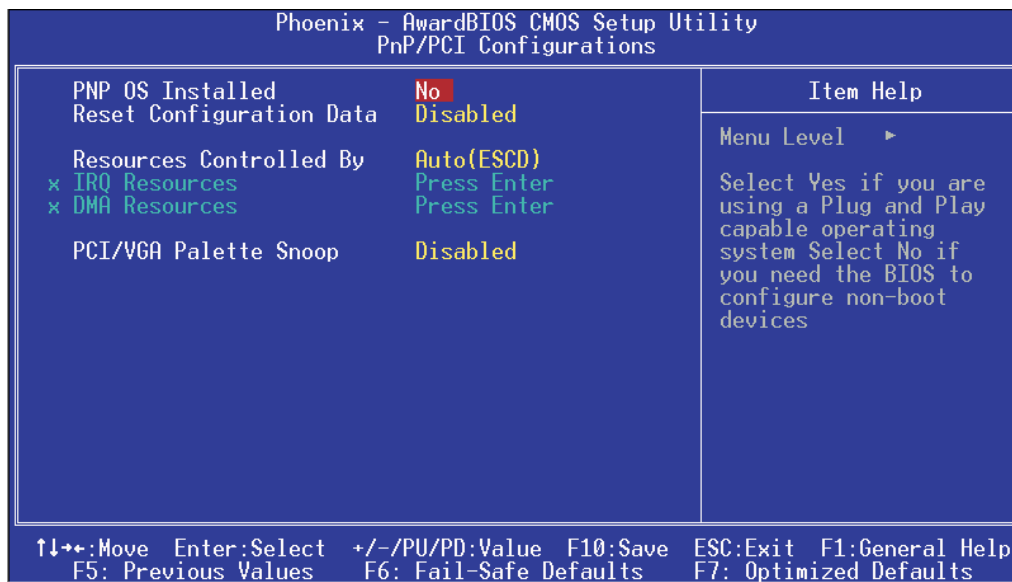 Phoenix - AwardBIOS CMOS Setup Utility
PnP/PCI Configurations
PNP OS Installed No
Reset Configuration Data Disabled
Resources Controlled By Auto(ESCD)
x IRQ Resources Press Enter
x DMA Resources Press Enter
PCI/VGA Palette Snoop Disabled
Item Help
Menu Level ►
Select Yes if you are
using a Plug and Play
capable operating
system Select No if
you need the BIOS to
configure non-boot
devices
↑↓→←:Move Enter:Select +/-/PU/PD:Value F10:Save ESC:Exit F1:General Help
F5: Previous Values F6: Fail-Safe Defaults F7: Optimized Defaults